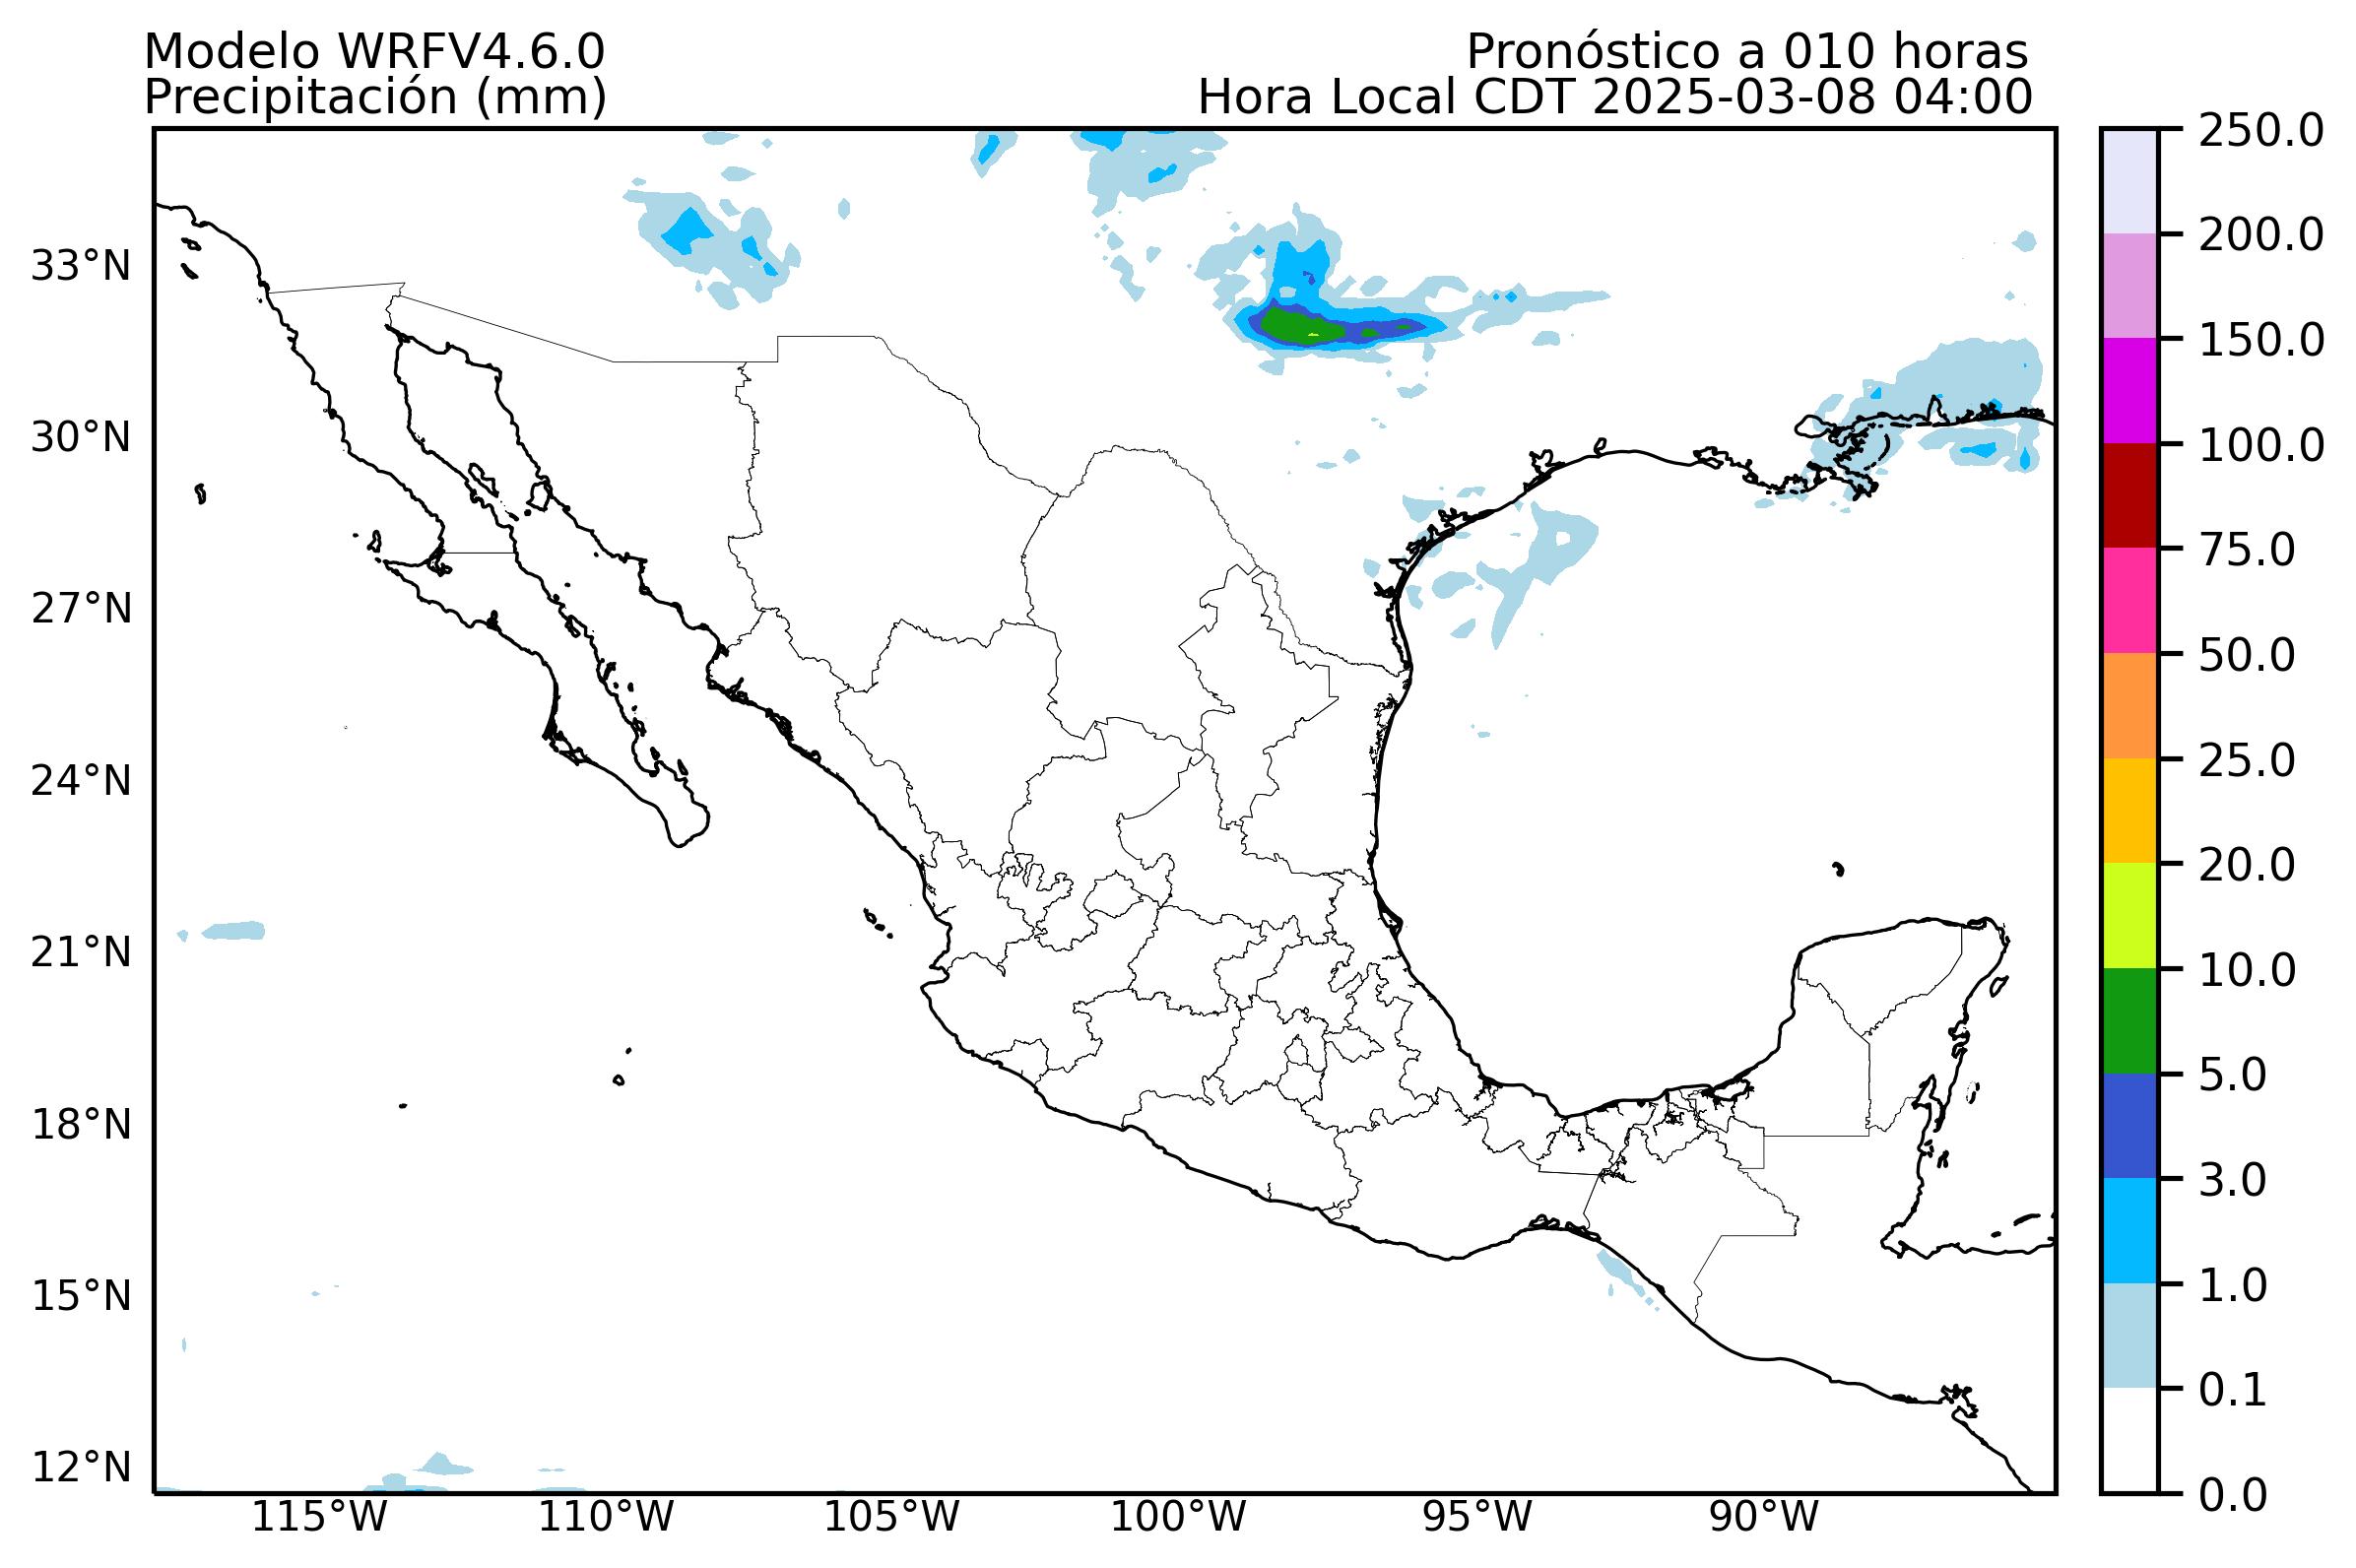 Modelo WRFV4.6.0
Precipitación (mm)
Pronóstico a 010 horas
Hora Local CDT 2025-03-08 04:00
33°N
30°N
27°N
24°N
21°N
18°N
15°N
12°N
115°W
110°W
105°W
100°W
95°W
90°W
250.0
200.0
150.0
100.0
75.0
50.0
25.0
20.0
10.0
5.0
3.0
1.0
0.1
0.0